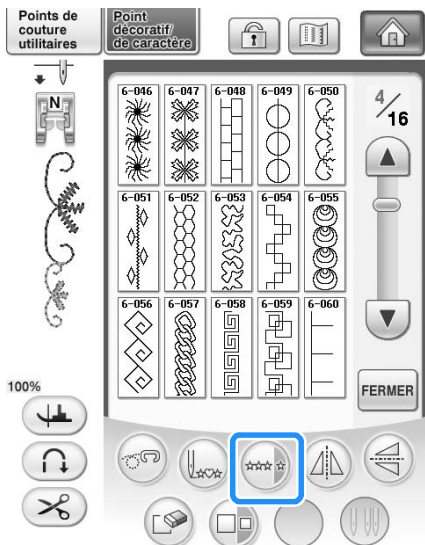 Points de
couture
utilitaires
Point
décoratif/
de caractère
N
6-046 6-047 6-048 6-049 6-050
4/16
6-051 6-052 6-053 6-054 6-055
6-056 6-057 6-058 6-059 6-060
100%
FERMER